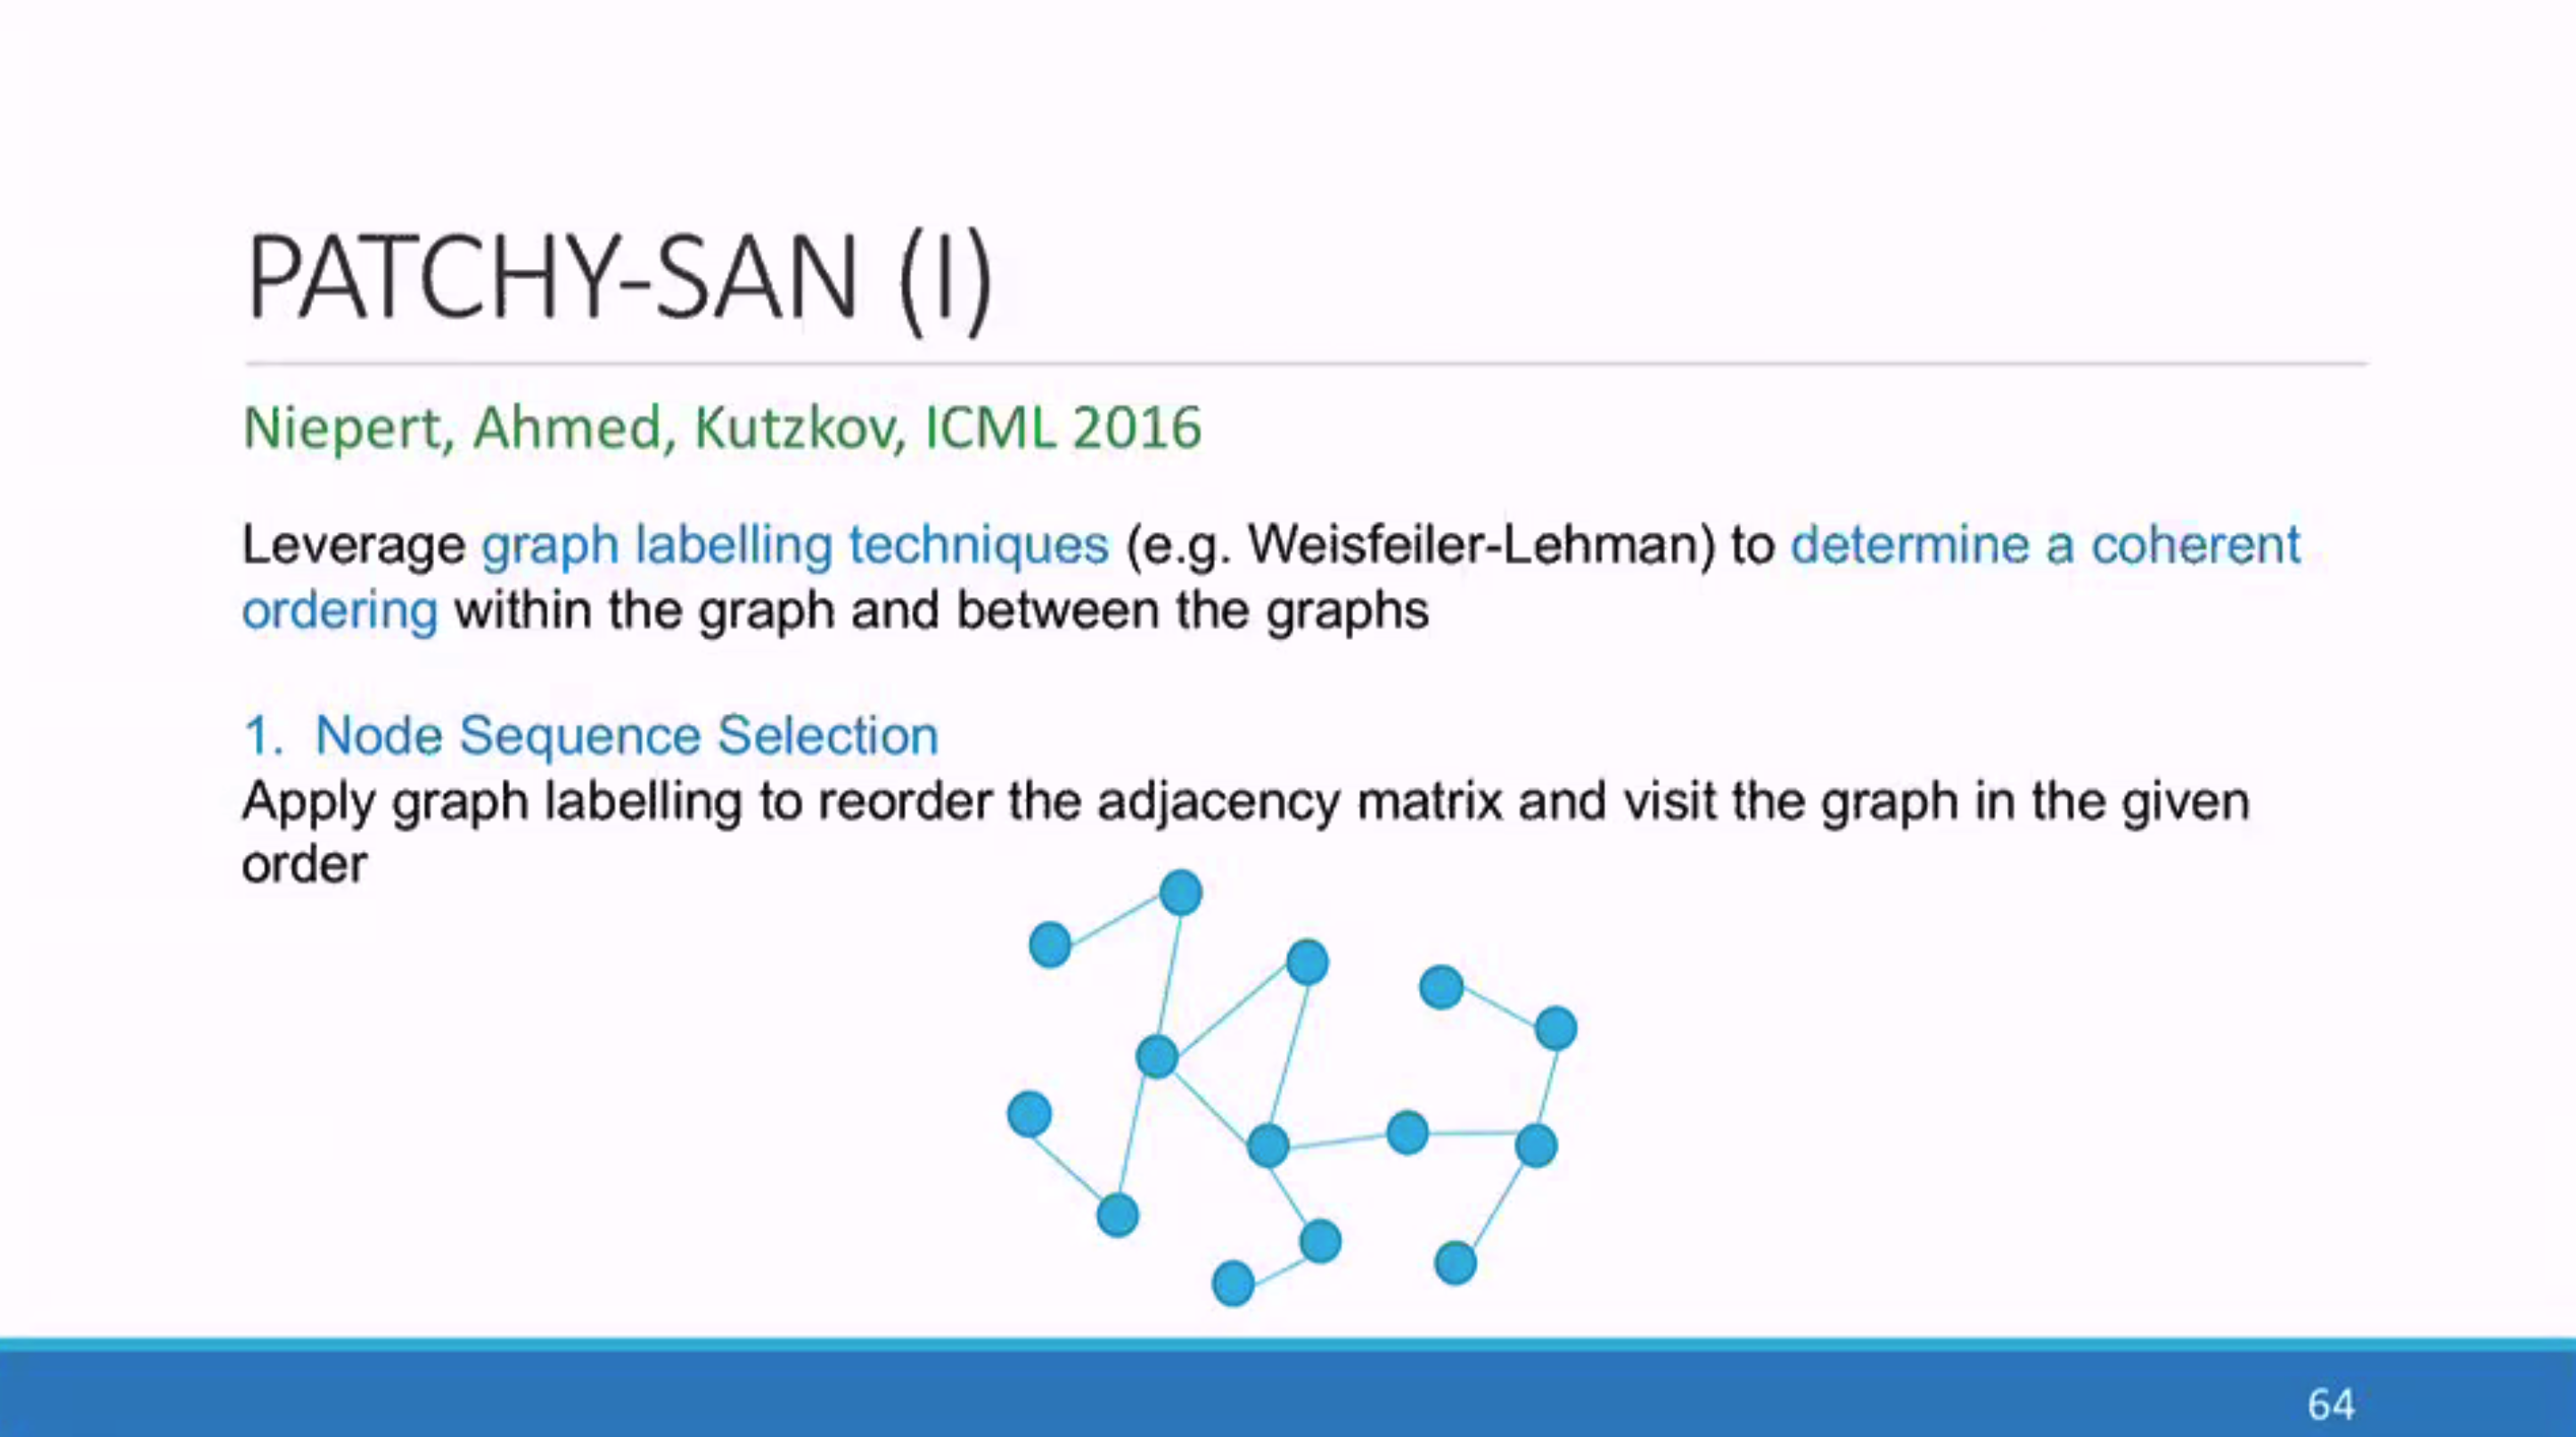 PATCHY-SAN (I)
Niepert, Ahmed, Kutzkov, ICML 2016
Leverage graph labelling techniques (e.g. Weisfeiler-Lehman) to determine a coherent
ordering within the graph and between the graphs
1. Node Sequence Selection
Apply graph labelling to reorder the adjacency matrix and visit the graph in the given
order
64